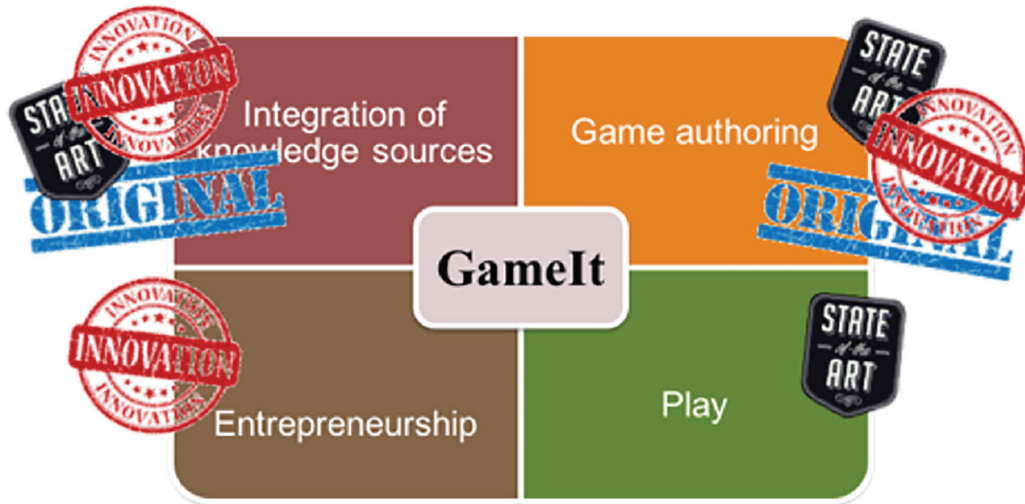 INNOVATION
INNOVATION
INNOVATION
STATE
of the
ART
ORIGINAL
Integration of
knowledge sources
Game authoring
STATE
of the
ART
INNOVATION
INNOVATION
INNOVATION
ORIGINAL
GameIt
INNOVATION
INNOVATION
INNOVATION
Entrepreneurship
Play
STATE
of the
ART